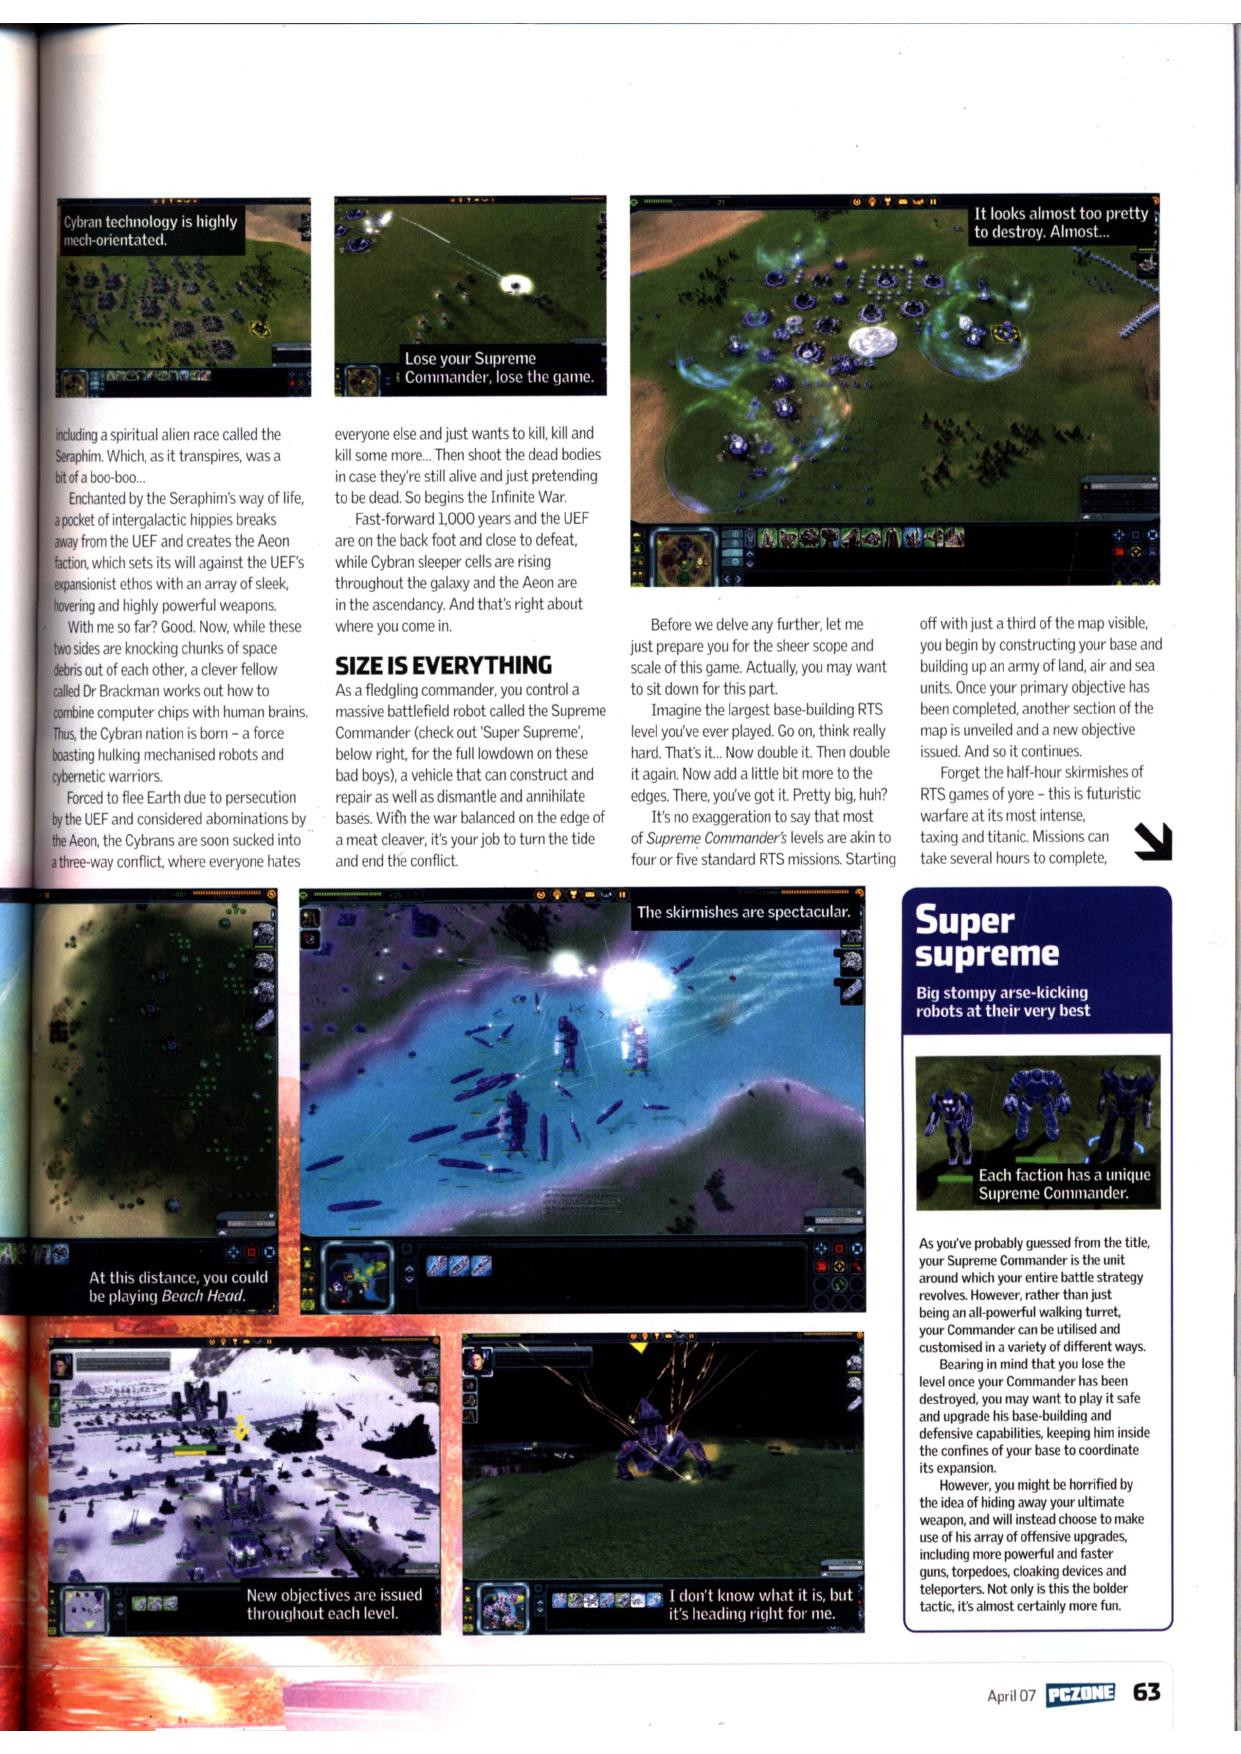 Cybran technology is highly
mech-orientated.
Lose your Supreme
Commander, lose the game.
It looks almost too pretty
to destroy. Almost...
including a spiritual alien race called the
Seraphim. Which, as it transpires, was a
bit of a boo-boo...
Enchanted by the Seraphim's way of life,
a pocket of intergalactic hippies breaks
away from the UEF and creates the Aeon
faction, which sets its will against the UEF's
expansionist ethos with an array of sleek,
hovering and highly powerful weapons.
With me so far? Good. Now, while these
two sides are knocking chunks of space
debris out of each other, a clever fellow
called Dr Brackman works out how to
combine computer chips with human brains.
Thus, the Cybran nation is born – a force
boasting hulking mechanised robots and
cybernetic warriors.
Forced to flee Earth due to persecution
by the UEF and considered abominations by
the Aeon, the Cybrans are soon sucked into
a three-way conflict, where everyone hates
everyone else and just wants to kill, kill and
kill some more... Then shoot the dead bodies
in case they're still alive and just pretending
to be dead. So begins the Infinite War.
Fast-forward 1,000 years and the UEF
are on the back foot and close to defeat,
while Cybran sleeper cells are rising
throughout the galaxy and the Aeon are
in the ascendancy. And that's right about
where you come in.
SIZE IS EVERYTHING
As a fledgling commander, you control a
massive battlefield robot called the Supreme
Commander (check out 'Super Supreme',
below right, for the full lowdown on these
bad boys), a vehicle that can construct and
repair as well as dismantle and annihilate
bases. With the war balanced on the edge of
a meat cleaver, it's your job to turn the tide
and end the conflict.
Before we delve any further, let me
just prepare you for the sheer scope and
scale of this game. Actually, you may want
to sit down for this part.
Imagine the largest base-building RTS
level you've ever played. Go on, think really
hard. That's it... Now double it. Then double
it again. Now add a little bit more to the
edges. There, you've got it. Pretty big, huh?
It's no exaggeration to say that most
of Supreme Commander's levels are akin to
four or five standard RTS missions. Starting
off with just a third of the map visible,
you begin by constructing your base and
building up an army of land, air and sea
units. Once your primary objective has
been completed, another section of the
map is unveiled and a new objective
issued. And so it continues.
Forget the half-hour skirmishes of
RTS games of yore – this is futuristic
warfare at its most intense,
taxing and titanic. Missions can
take several hours to complete,
At this distance, you could
be playing Beach Head.
The skirmishes are spectacular.
New objectives are issued
throughout each level.
I don't know what it is, but
it's heading right for me.
Super
supreme
Big stompy arse-kicking
robots at their very best
Each faction has a unique
Supreme Commander.
As you've probably guessed from the title,
your Supreme Commander is the unit
around which your entire battle strategy
revolves. However, rather than just
being an all-powerful walking turret,
your Commander can be utilised and
customised in a variety of different ways.
Bearing in mind that you lose the
level once your Commander has been
destroyed, you may want to play it safe
and upgrade his base-building and
defensive capabilities, keeping him inside
the confines of your base to coordinate
its expansion.
However, you might be horrified by
the idea of hiding away your ultimate
weapon, and will instead choose to make
use of his array of offensive upgrades,
including more powerful and faster
guns, torpedoes, cloaking devices and
teleporters. Not only is this the bolder
tactic, it's almost certainly more fun.
April 07 PCZONE 63